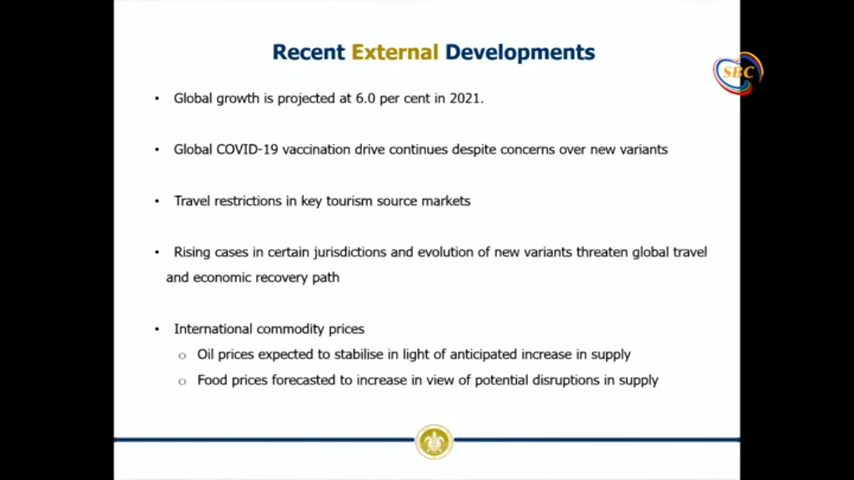 Recent External Developments
SBC
• Global growth is projected at 6.0 per cent in 2021.
• Global COVID-19 vaccination drive continues despite concerns over new variants
• Travel restrictions in key tourism source markets
• Rising cases in certain jurisdictions and evolution of new variants threaten global travel
and economic recovery path
• International commodity prices
o Oil prices expected to stabilise in light of anticipated increase in supply
o Food prices forecasted to increase in view of potential disruptions in supply